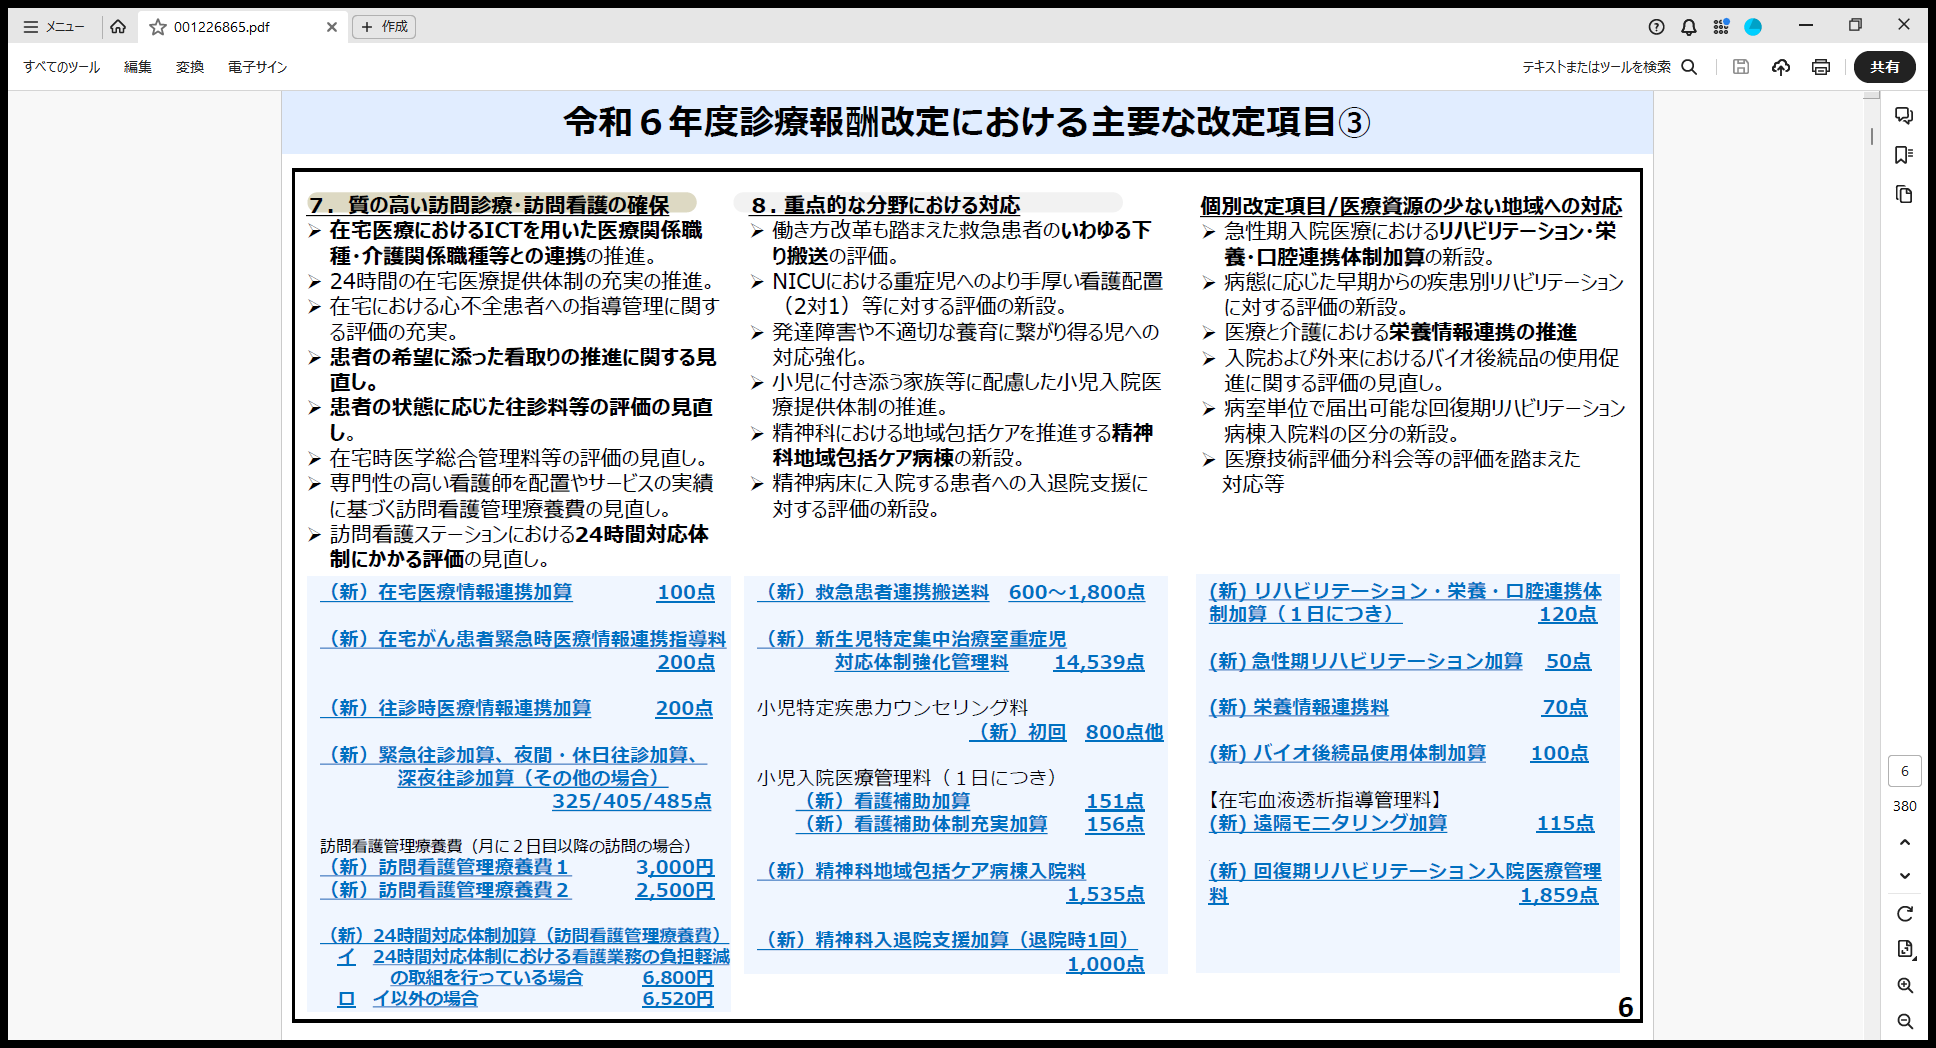 メニュー
001226865.pdf
作成
すべてのツール 編集 変換 電子サイン
テキストまたはツールを検索
共有
令和６年度診療報酬改定における主要な改定項目③
７．質の高い訪問診療・訪問看護の確保
➢ 在宅医療におけるICTを用いた医療関係職
種・介護関係職種等との連携の推進。
➢ 24時間の在宅医療提供体制の充実の推進。
➢ 在宅における心不全患者への指導管理に関す
る評価の充実。
➢ 患者の希望に添った看取りの推進に関する見
直し。
➢ 患者の状態に応じた往診料等の評価の見直
し。
➢ 在宅時医学総合管理料等の評価の見直し。
➢ 専門性の高い看護師を配置やサービスの実績
に基づく訪問看護管理療養費の見直し。
➢ 訪問看護ステーションにおける24時間対応体
制にかかる評価の見直し。
（新）在宅医療情報連携加算 100点
（新）在宅がん患者緊急時医療情報連携指導料
200点
（新）往診時医療情報連携加算 200点
（新）緊急往診加算、夜間・休日往診加算、
深夜往診加算（その他の場合）
325/405/485点
訪問看護管理療養費（月に２日目以降の訪問の場合）
（新）訪問看護管理療養費１ 3,000円
（新）訪問看護管理療養費２ 2,500円
（新）24時間対応体制加算（訪問看護管理療養費）
イ 24時間対応体制における看護業務の負担軽減
の取組を行っている場合 6,800円
ロ イ以外の場合 6,520円
８．重点的な分野における対応
➢ 働き方改革も踏まえた救急患者のいわゆる下
り搬送の評価。
➢ NICUにおける重症児へのより手厚い看護配置
（2対1）等に対する評価の新設。
➢ 発達障害や不適切な養育に繋がり得る児への
対応強化。
➢ 小児に付き添う家族等に配慮した小児入院医
療提供体制の推進。
➢ 精神科における地域包括ケアを推進する精神
科地域包括ケア病棟の新設。
➢ 精神病床に入院する患者への入退院支援に
対する評価の新設。
（新）救急患者連携搬送料 600～1,800点
（新）新生児特定集中治療室重症児
対応体制強化管理料 14,539点
小児特定疾患カウンセリング料
（新）初回 800点他
小児入院医療管理料（１日につき）
（新）看護補助加算 151点
（新）看護補助体制充実加算 156点
（新）精神科地域包括ケア病棟入院料
1,535点
（新）精神科入退院支援加算（退院時1回）
1,000点
個別改定項目/医療資源の少ない地域への対応
➢ 急性期入院医療におけるリハビリテーション・栄
養・口腔連携体制加算の新設。
➢ 病態に応じた早期からの疾患別リハビリテーション
に対する評価の新設。
➢ 医療と介護における栄養情報連携の推進
➢ 入院および外来におけるバイオ後続品の使用促
進に関する評価の見直し。
➢ 病室単位で届出可能な回復期リハビリテーション
病棟入院料の区分の新設。
➢ 医療技術評価分科会等の評価を踏まえた
対応等
(新) リハビリテーション・栄養・口腔連携体
制加算（１日につき） 120点
(新) 急性期リハビリテーション加算 50点
(新) 栄養情報連携料 70点
(新) バイオ後続品使用体制加算 100点
【在宅血液透析指導管理料】
(新) 遠隔モニタリング加算 115点
(新) 回復期リハビリテーション入院医療管理
料 1,859点
6
6
380